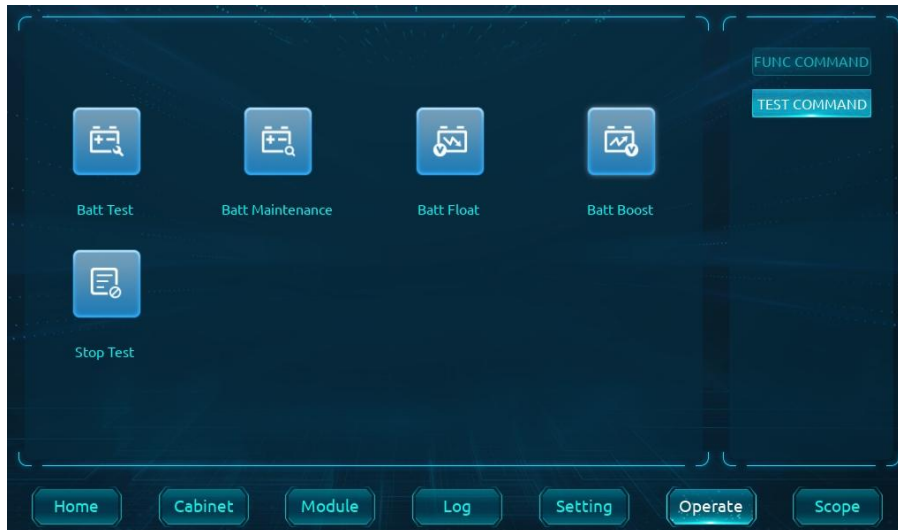 FUNC COMMAND
TEST COMMAND
Batt Test
Batt Maintenance
Batt Float
Batt Boost
Stop Test
Home
Cabinet
Module
Log
Setting
Operate
Scope